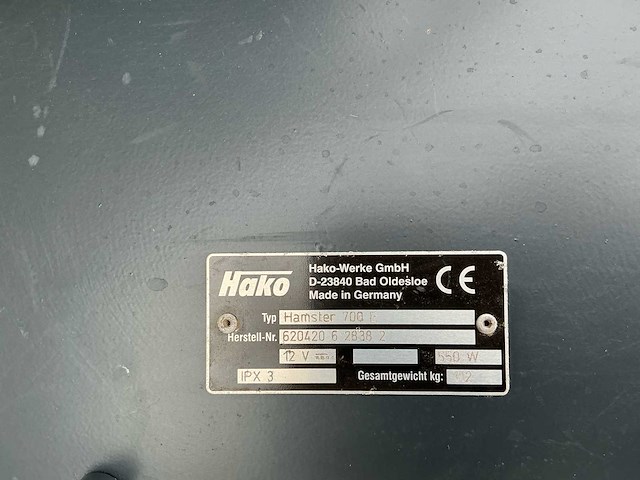 Hako
Hako-Werke GmbH
D-23840 Bad Oldesloe
Made in Germany
CE
Typ Hamster 700
Herstell-Nr. 620420 6 2838 2
12 V 550 W
IPX 3 Gesamtgewicht kg: